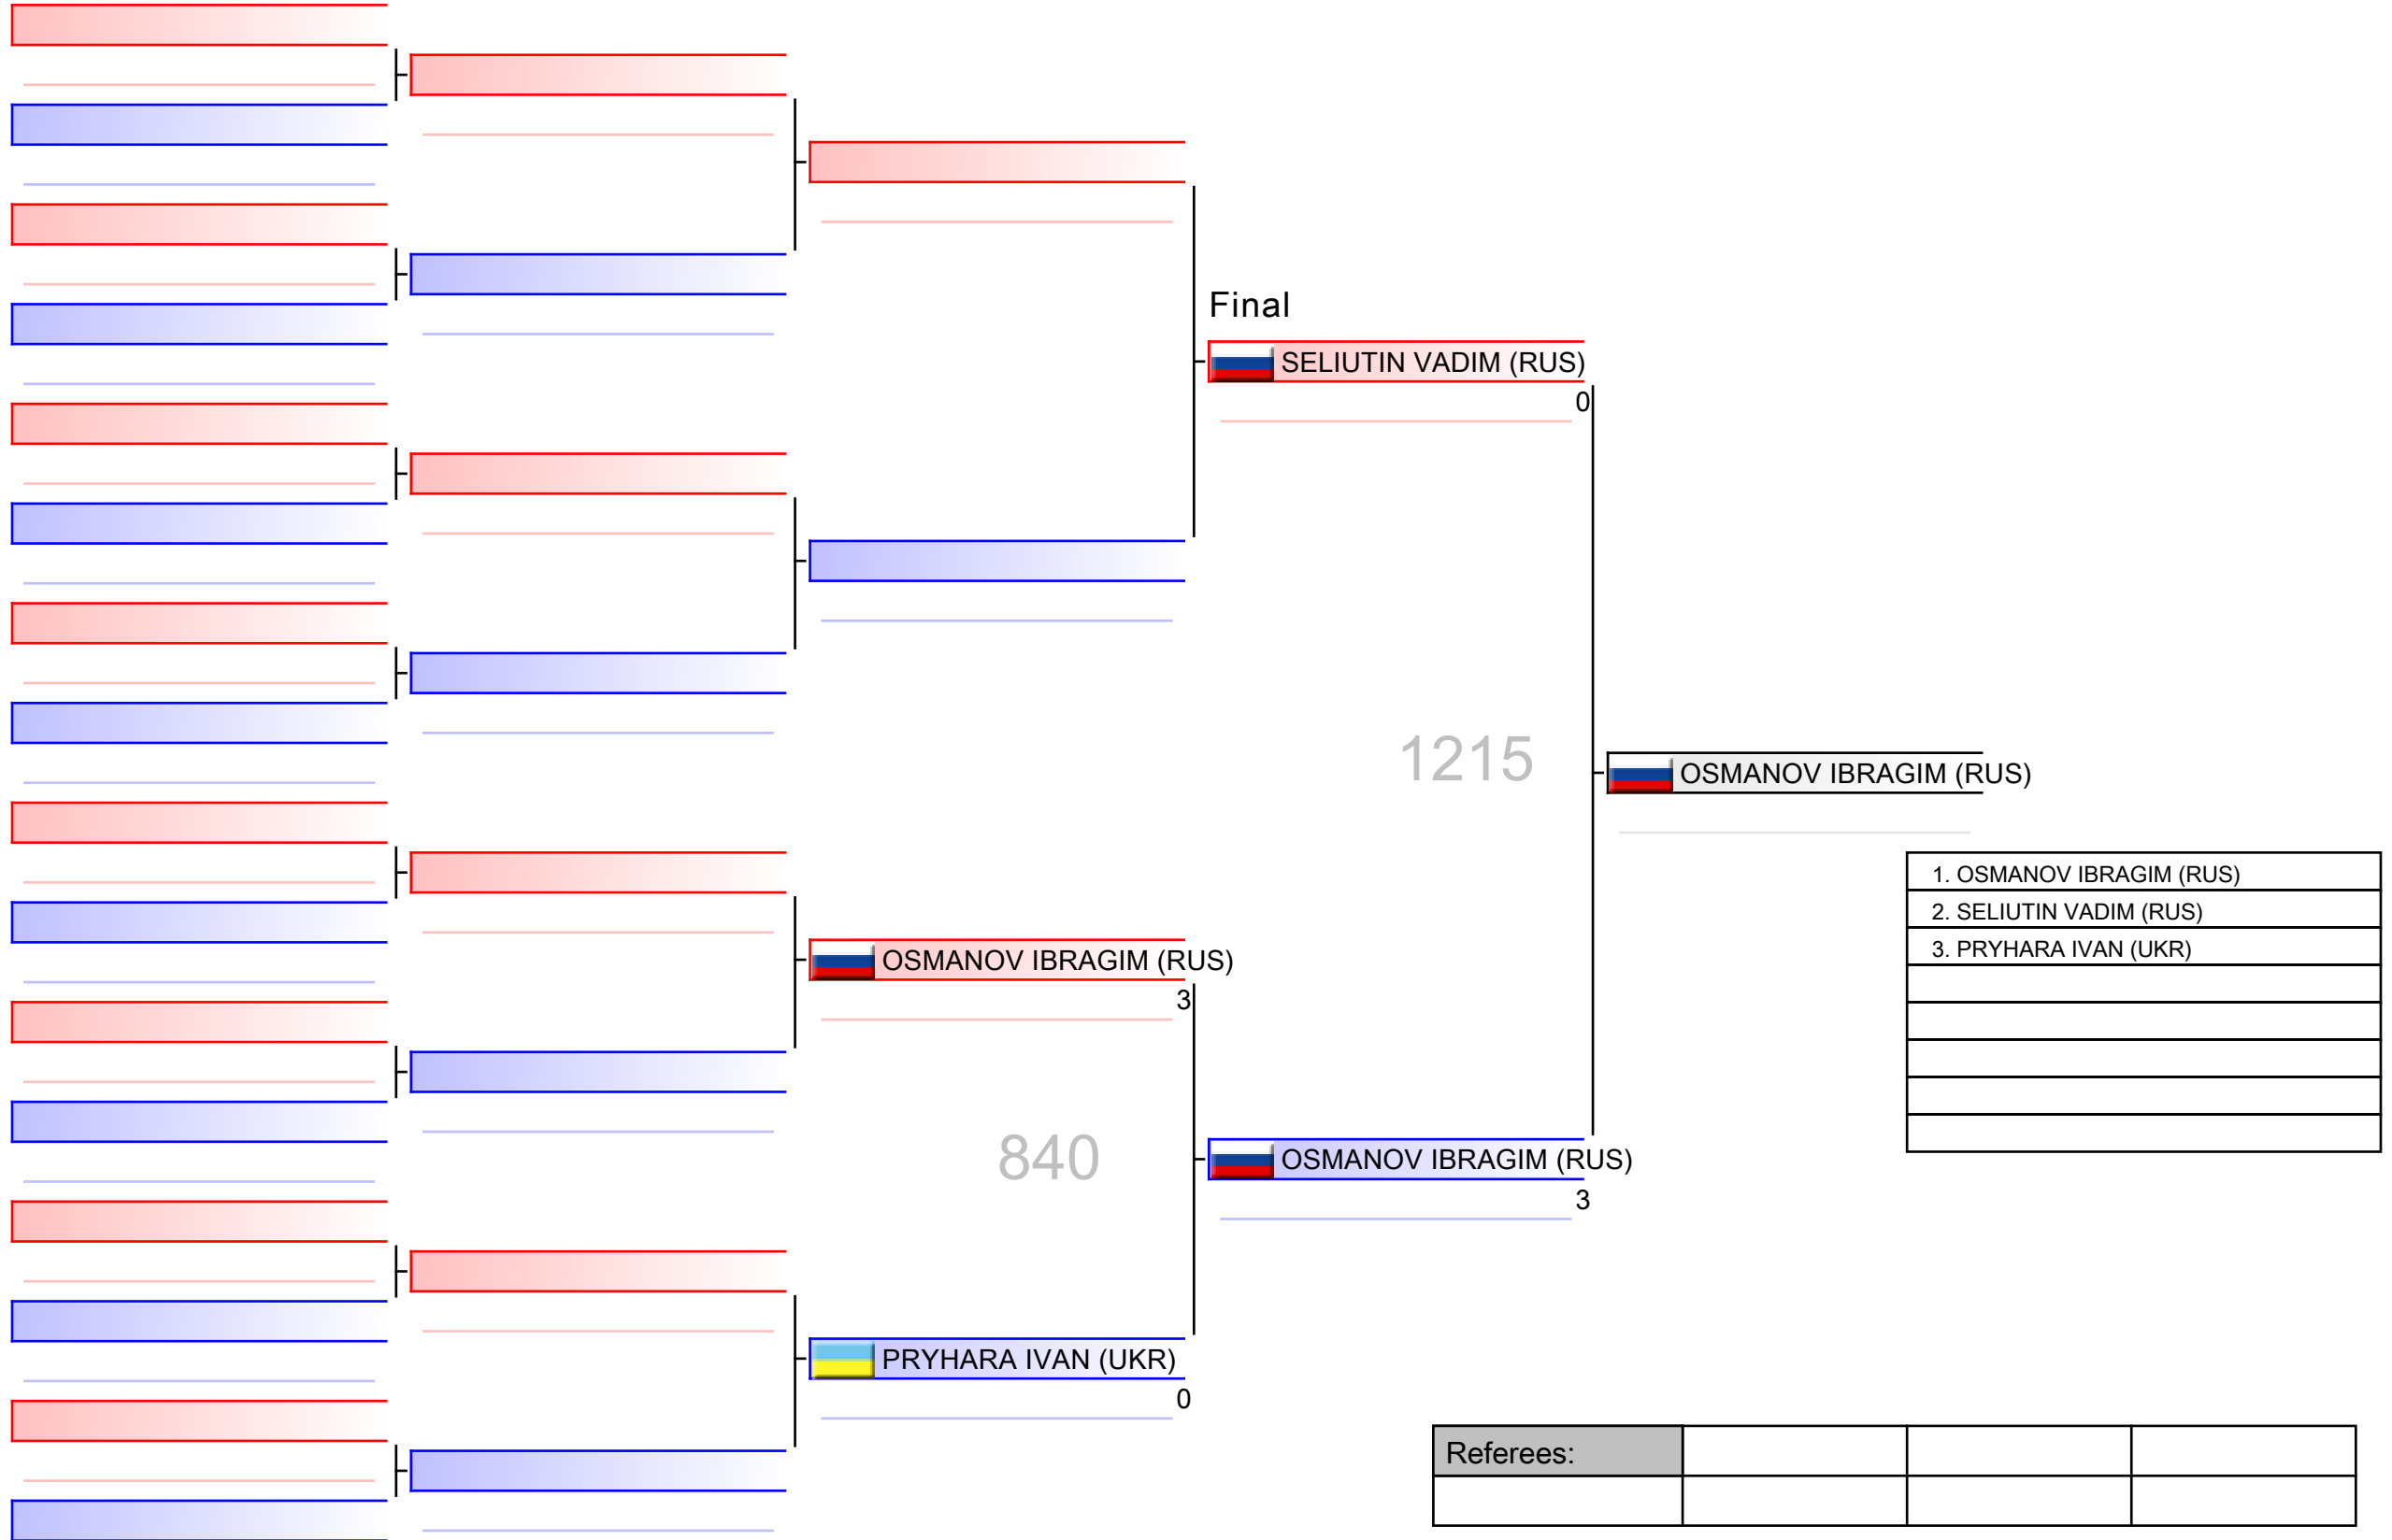 Final
SELIUTIN VADIM (RUS)
0
1215
OSMANOV IBRAGIM (RUS)
1. OSMANOV IBRAGIM (RUS)
2. SELIUTIN VADIM (RUS)
3. PRYHARA IVAN (UKR)
OSMANOV IBRAGIM (RUS)
3
840
OSMANOV IBRAGIM (RUS)
3
PRYHARA IVAN (UKR)
0
Referees: